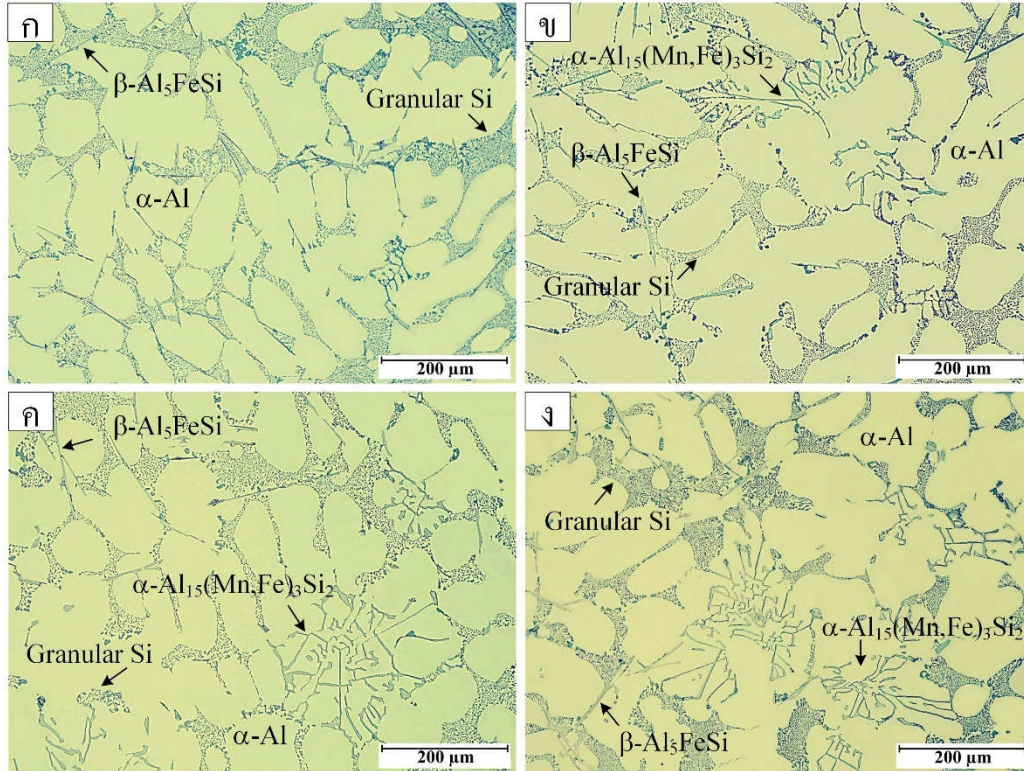 ก
β-Al₅FeSi
Granular Si
α-Al
200 µm
ข
α-Al₁₅(Mn,Fe)₃Si₂
β-Al₅FeSi
α-Al
Granular Si
200 µm
ค
β-Al₅FeSi
α-Al₁₅(Mn,Fe)₃Si₂
Granular Si
α-Al
200 µm
ง
α-Al
Granular Si
α-Al₁₅(Mn,Fe)₃Si₂
β-Al₅FeSi
200 µm